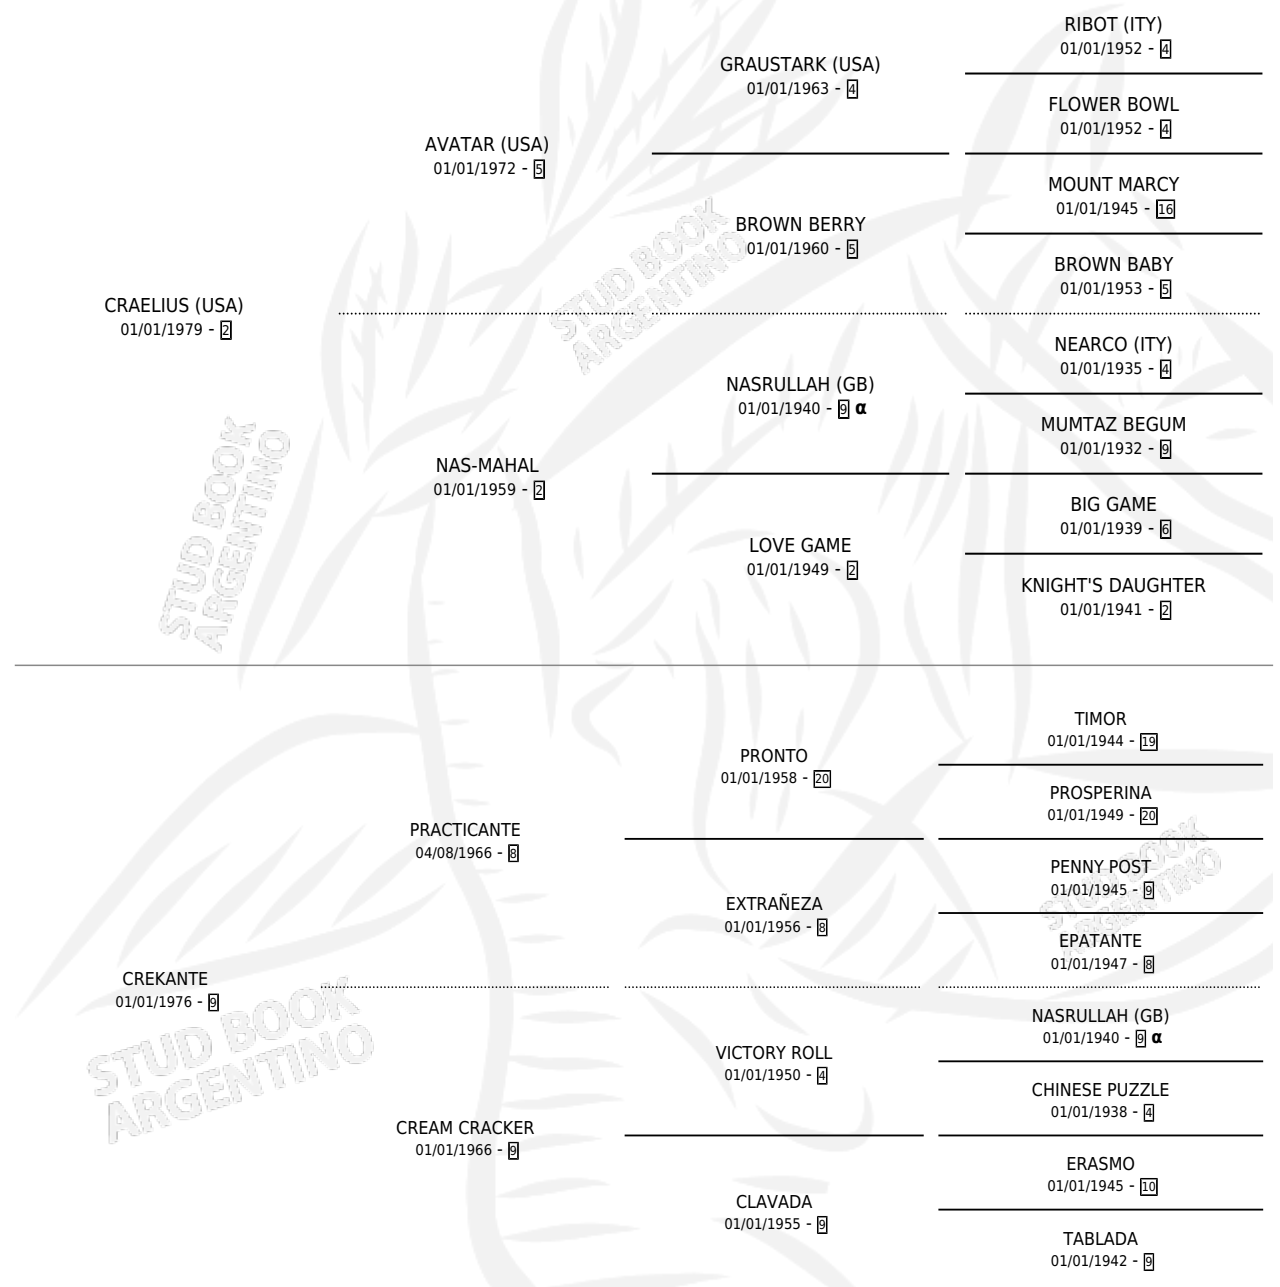 RIBOT (ITY)
01/01/1952 - 4
GRAUSTARK (USA)
01/01/1963 - 4
FLOWER BOWL
01/01/1952 - 4
AVATAR (USA)
01/01/1972 - 5
MOUNT MARCY
01/01/1945 - 16
BROWN BERRY
01/01/1960 - 5
BROWN BABY
01/01/1953 - 5
STUD BOOK
ARGENTINO
CRAELIUS (USA)
01/01/1979 - 2
NEARCO (ITY)
01/01/1935 - 4
NASRULLAH (GB)
01/01/1940 - 9 α
MUMTAZ BEGUM
01/01/1932 - 9
NAS-MAHAL
01/01/1959 - 2
BIG GAME
01/01/1939 - 6
LOVE GAME
01/01/1949 - 2
KNIGHT'S DAUGHTER
01/01/1941 - 2
STUD BOOK
ARGENTINO
TIMOR
01/01/1944 - 19
PRONTO
01/01/1958 - 20
PROSPERINA
01/01/1949 - 20
PRACTICANTE
04/08/1966 - 8
PENNY POST
01/01/1945 - 9
EXTRAÑEZA
01/01/1956 - 8
EPATANTE
01/01/1947 - 8
STUD BOOK
ARGENTINO
CREKANTE
01/01/1976 - 9
NASRULLAH (GB)
01/01/1940 - 9 α
VICTORY ROLL
01/01/1950 - 4
CHINESE PUZZLE
01/01/1938 - 4
CREAM CRACKER
01/01/1966 - 9
ERASMO
01/01/1945 - 10
CLAVADA
01/01/1955 - 9
TABLADA
01/01/1942 - 9
STUD BOOK
ARGENTINO